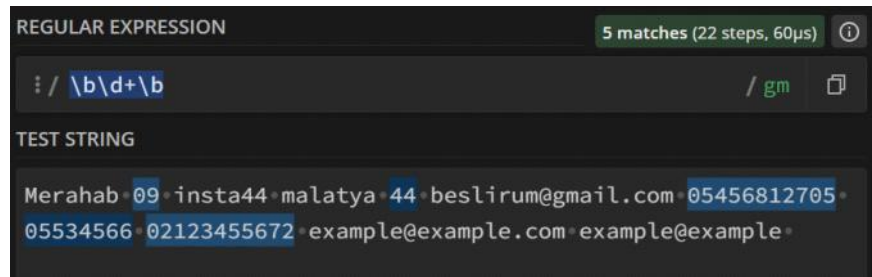 REGULAR EXPRESSION 5 matches (22 steps, 60μs)
/ \b\d+\b / gm
TEST STRING
Merahab 09 insta44 malatya 44 beslirum@gmail.com 05456812705
05534566 02123455672 example@example.com example@example